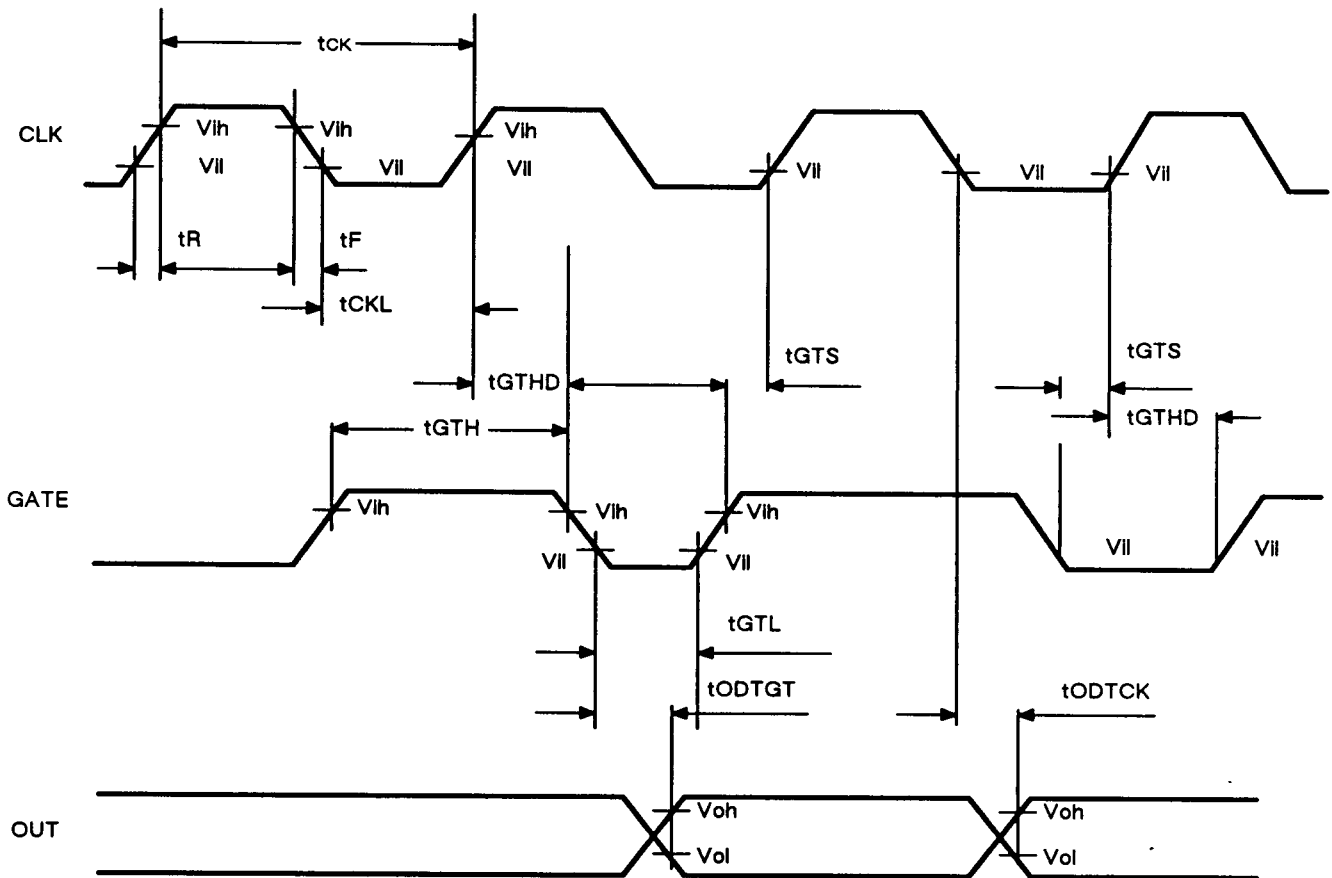 tCK
CLK
Vih
Vih
Vih
Vil
Vil
Vil
Vil
Vil
Vil
tR
tF
tCKL
tGTS
tGTS
tGTHD
tGTHD
tGTH
GATE
Vih
Vih
Vih
Vil
Vil
Vil
Vil
tGTL
tODTGT
tODTCK
OUT
Voh
Voh
Vol
Vol